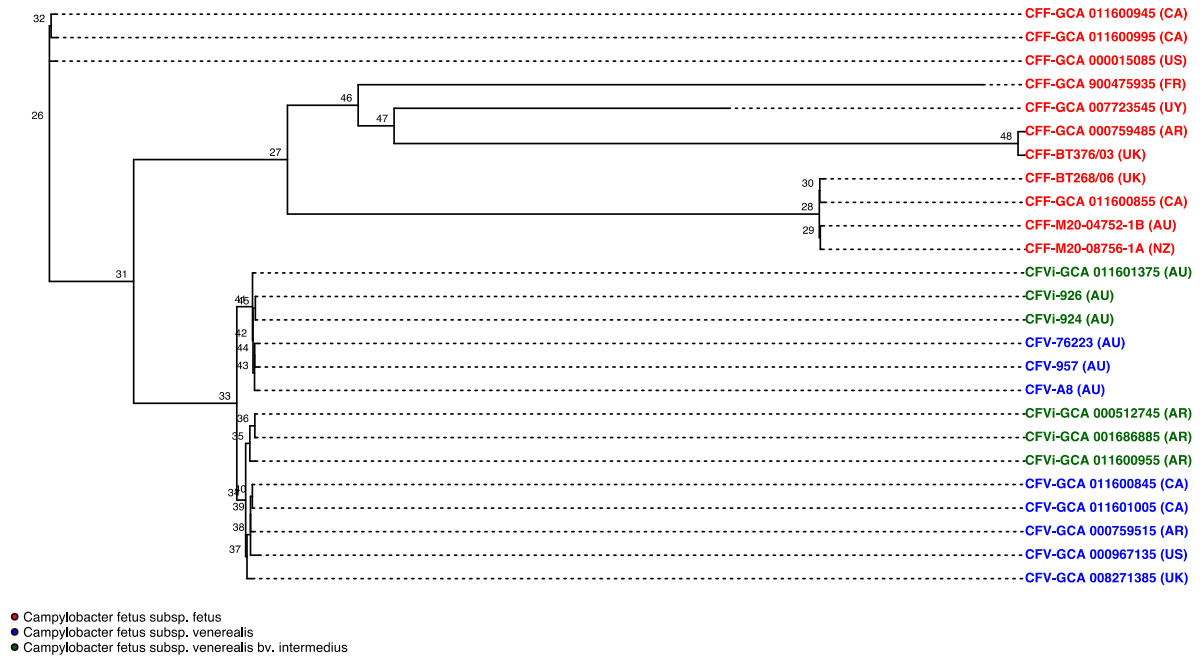 32
CFF-GCA 011600945 (CA)
CFF-GCA 011600995 (CA)
CFF-GCA 000015085 (US)
CFF-GCA 900475935 (FR)
46
CFF-GCA 007723545 (UY)
26
47
CFF-GCA 000759485 (AR)
48
27
CFF-BT376/03 (UK)
CFF-BT268/06 (UK)
30
CFF-GCA 011600855 (CA)
28
CFF-M20-04752-1B (AU)
29
CFF-M20-08756-1A (NZ)
31
CFVi-GCA 011601375 (AU)
CFVi-926 (AU)
45
CFVi-924 (AU)
42
CFV-76223 (AU)
44
CFV-957 (AU)
43
CFV-A8 (AU)
33
CFVi-GCA 000512745 (AR)
36
CFVi-GCA 001686885 (AR)
35
CFVi-GCA 011600955 (AR)
CFV-GCA 011600845 (CA)
40
34
CFV-GCA 011601005 (CA)
39
CFV-GCA 000759515 (AR)
38
CFV-GCA 000967135 (US)
37
CFV-GCA 008271385 (UK)
Campylobacter fetus subsp. fetus
Campylobacter fetus subsp. venerealis
Campylobacter fetus subsp. venerealis bv. intermedius